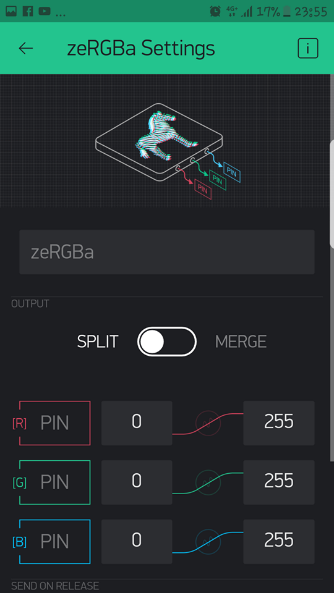 ... 4G+ 17% 23:55
zeRGBa Settings i
PIN
PIN
PIN
zeRGBa
OUTPUT
SPLIT MERGE
[R] PIN 0 255
[G] PIN 0 255
[B] PIN 0 255
SEND ON RELEASE